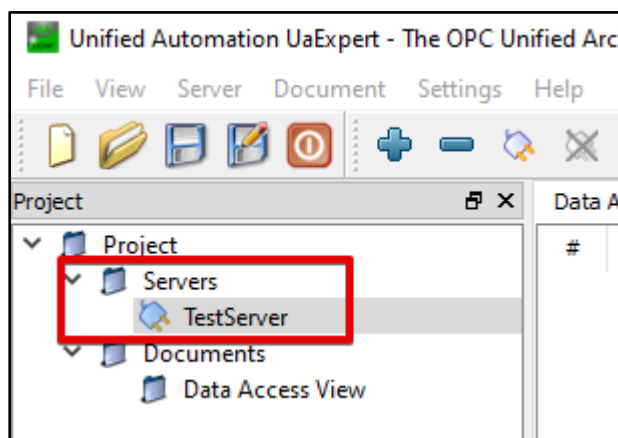 Unified Automation UaExpert - The OPC Unified Arc
File View Server Document Settings Help
Project
Data A
Project
#
Servers
TestServer
Documents
Data Access View